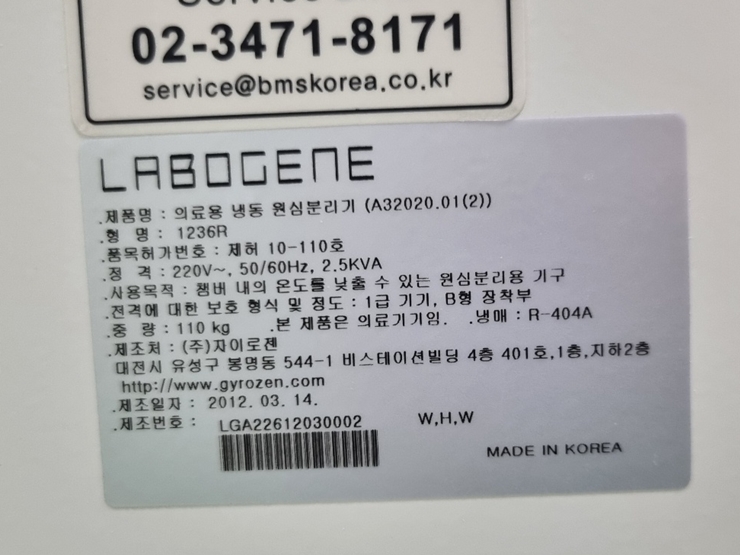 02-3471-8171
service@bmskorea.co.kr
LABOGENE
.제품명 : 의료용 냉동 원심분리기 (A32020.01(2))
.형 명 : 1236R
.품목허가번호 : 제허 10-110호
.정 격 : 220V~, 50/60Hz, 2.5KVA
.사용목적 : 챔버 내의 온도를 낮출 수 있는 원심분리용 기구
.전격에 대한 보호 형식 및 정도 : 1급 기기, B형 장착부
.중 량 : 110 kg .본 제품은 의료기기임. .냉매 : R-404A
.제조처 : (주)자이로젠
대전시 유성구 봉명동 544-1 비스테이션빌딩 4층 401호,1층,지하2층
http://www.gyrozen.com
.제조일자 : 2012. 03. 14.
.제조번호 : LGA22612030002 W,H,W
MADE IN KOREA